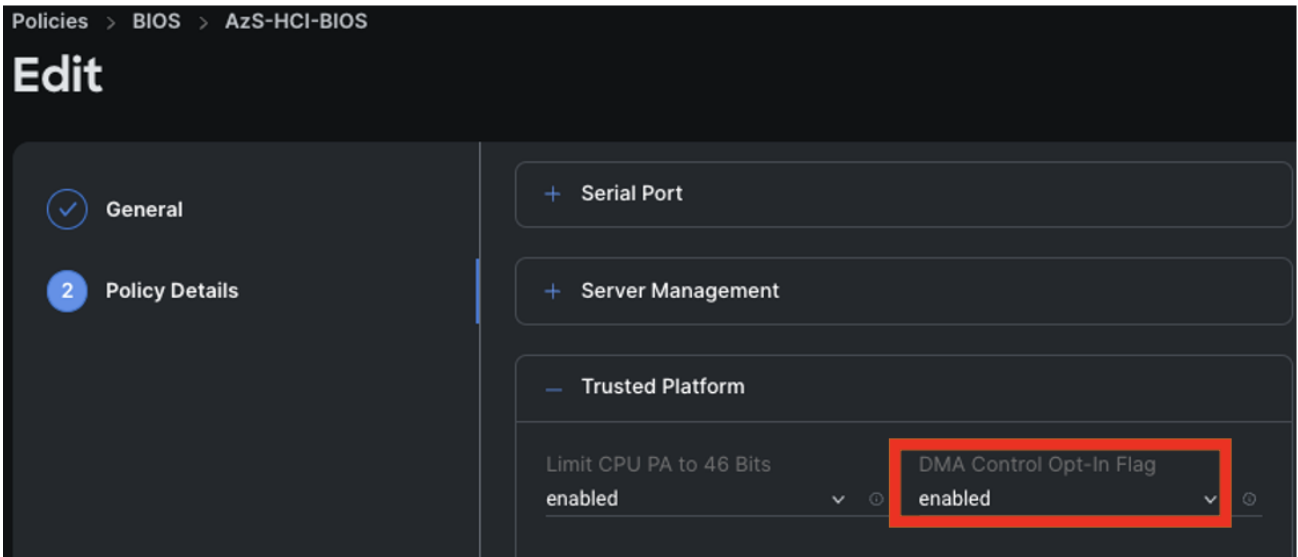 Policies > BIOS > AzS-HCI-BIOS
Edit
General
2 Policy Details
+ Serial Port
+ Server Management
– Trusted Platform
Limit CPU PA to 46 Bits
enabled
DMA Control Opt-In Flag
enabled